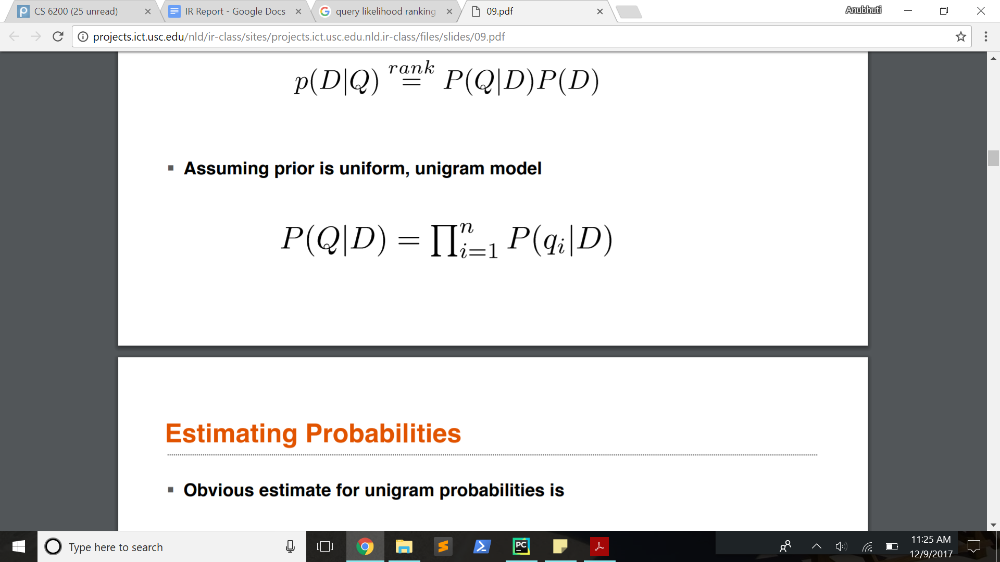 CS 6200 (25 unread)
IR Report - Google Docs
query likelihood ranking
09.pdf
Anubhuti
projects.ict.usc.edu/nld/ir-class/sites/projects.ict.usc.edu.nld.ir-class/files/slides/09.pdf
p(D|Q) rank = P(Q|D)P(D)
▪ Assuming prior is uniform, unigram model
P(Q|D) = ∏ⁿᵢ₌₁ P(qᵢ|D)
Estimating Probabilities
▪ Obvious estimate for unigram probabilities is
Type here to search
PC
11:25 AM
12/9/2017